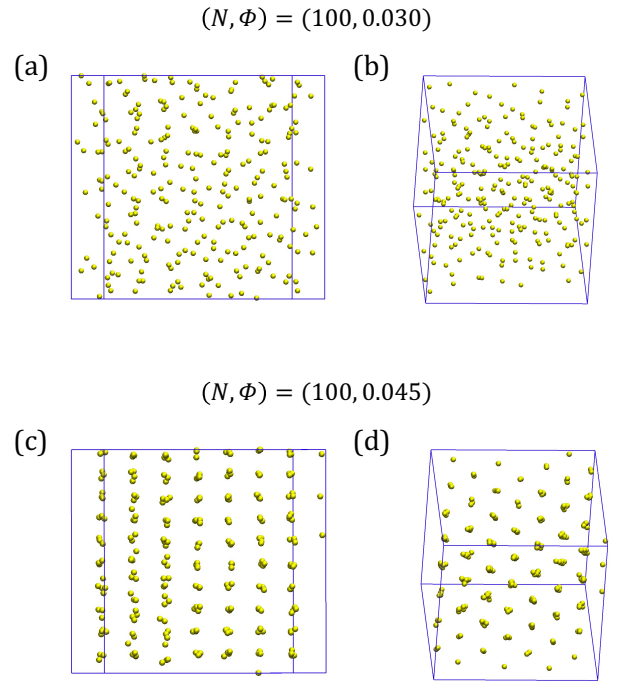 (N, Φ) = (100, 0.030)
(a)
(b)
(N, Φ) = (100, 0.045)
(c)
(d)